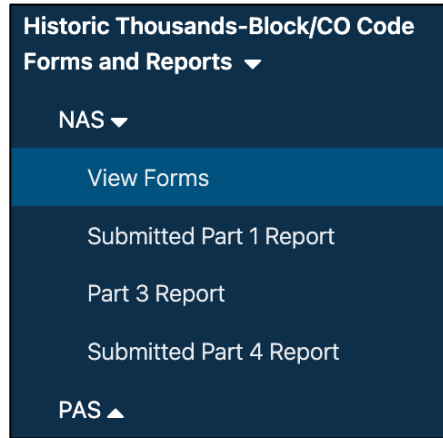 Historic Thousands-Block/CO Code
Forms and Reports
NAS
View Forms
Submitted Part 1 Report
Part 3 Report
Submitted Part 4 Report
PAS